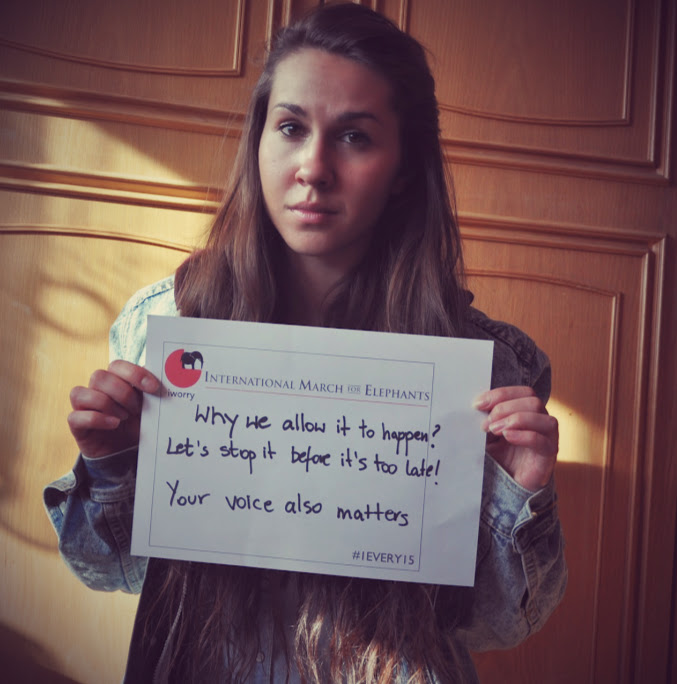 iworry
INTERNATIONAL MARCH FOR ELEPHANTS
Why we allow it to happen?
Let's stop it before it's too late!
Your voice also matters
#1EVERY15